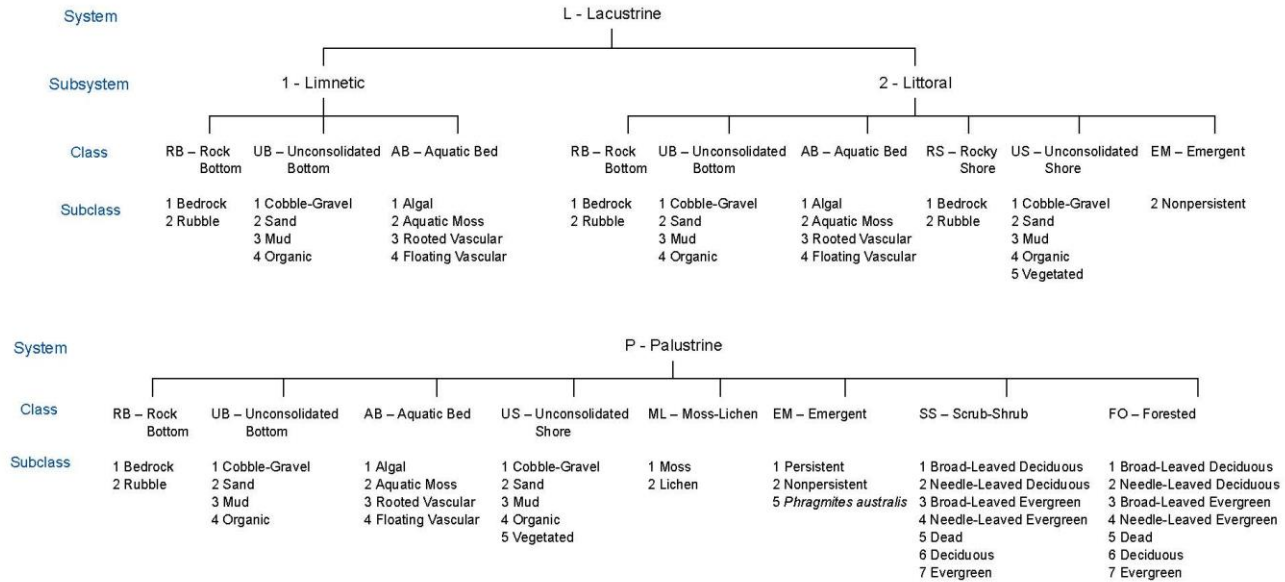 System
L - Lacustrine
Subsystem
1 - Limnetic
2 - Littoral
Class
RB – Rock
Bottom
UB – Unconsolidated
Bottom
AB – Aquatic Bed
RB – Rock
Bottom
UB – Unconsolidated
Bottom
AB – Aquatic Bed
RS – Rocky
Shore
US – Unconsolidated
Shore
EM – Emergent
Subclass
1 Bedrock
2 Rubble
1 Cobble-Gravel
2 Sand
3 Mud
4 Organic
1 Algal
2 Aquatic Moss
3 Rooted Vascular
4 Floating Vascular
1 Bedrock
2 Rubble
1 Cobble-Gravel
2 Sand
3 Mud
4 Organic
1 Algal
2 Aquatic Moss
3 Rooted Vascular
4 Floating Vascular
1 Bedrock
2 Rubble
1 Cobble-Gravel
2 Sand
3 Mud
4 Organic
5 Vegetated
2 Nonpersistent
System
P - Palustrine
Class
RB – Rock
Bottom
UB – Unconsolidated
Bottom
AB – Aquatic Bed
US – Unconsolidated
Shore
ML – Moss-Lichen
EM – Emergent
SS – Scrub-Shrub
FO – Forested
Subclass
1 Bedrock
2 Rubble
1 Cobble-Gravel
2 Sand
3 Mud
4 Organic
1 Algal
2 Aquatic Moss
3 Rooted Vascular
4 Floating Vascular
1 Cobble-Gravel
2 Sand
3 Mud
4 Organic
5 Vegetated
1 Moss
2 Lichen
1 Persistent
2 Nonpersistent
5 Phragmites australis
1 Broad-Leaved Deciduous
2 Needle-Leaved Deciduous
3 Broad-Leaved Evergreen
4 Needle-Leaved Evergreen
5 Dead
6 Deciduous
7 Evergreen
1 Broad-Leaved Deciduous
2 Needle-Leaved Deciduous
3 Broad-Leaved Evergreen
4 Needle-Leaved Evergreen
5 Dead
6 Deciduous
7 Evergreen